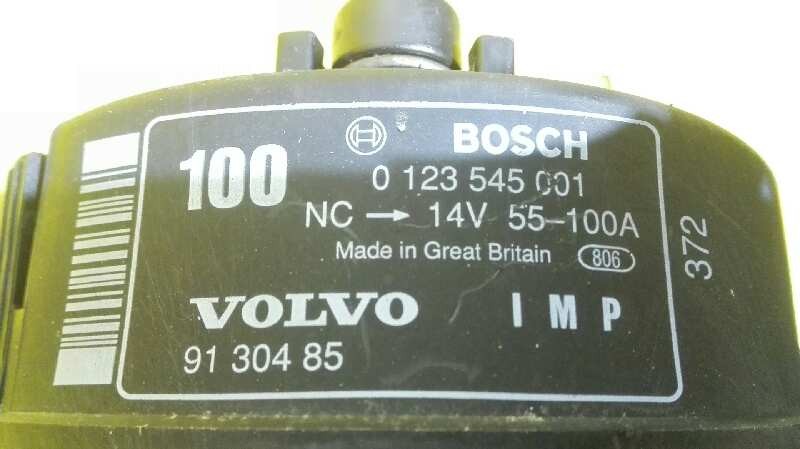 100 BOSCH
0 123 545 001
NC → 14V 55–100A
Made in Great Britain 806
372
VOLVO I M P
91 304 85